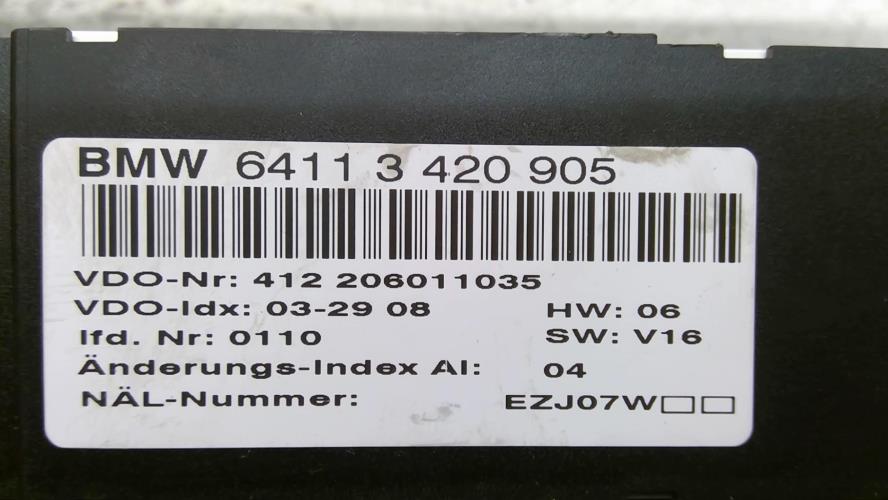 BMW 6411 3 420 905
VDO-Nr: 412 206011035
VDO-Idx: 03-29 08 HW: 06
lfd. Nr: 0110 SW: V16
Änderungs-Index AI: 04
NÄL-Nummer: EZJ07W□□